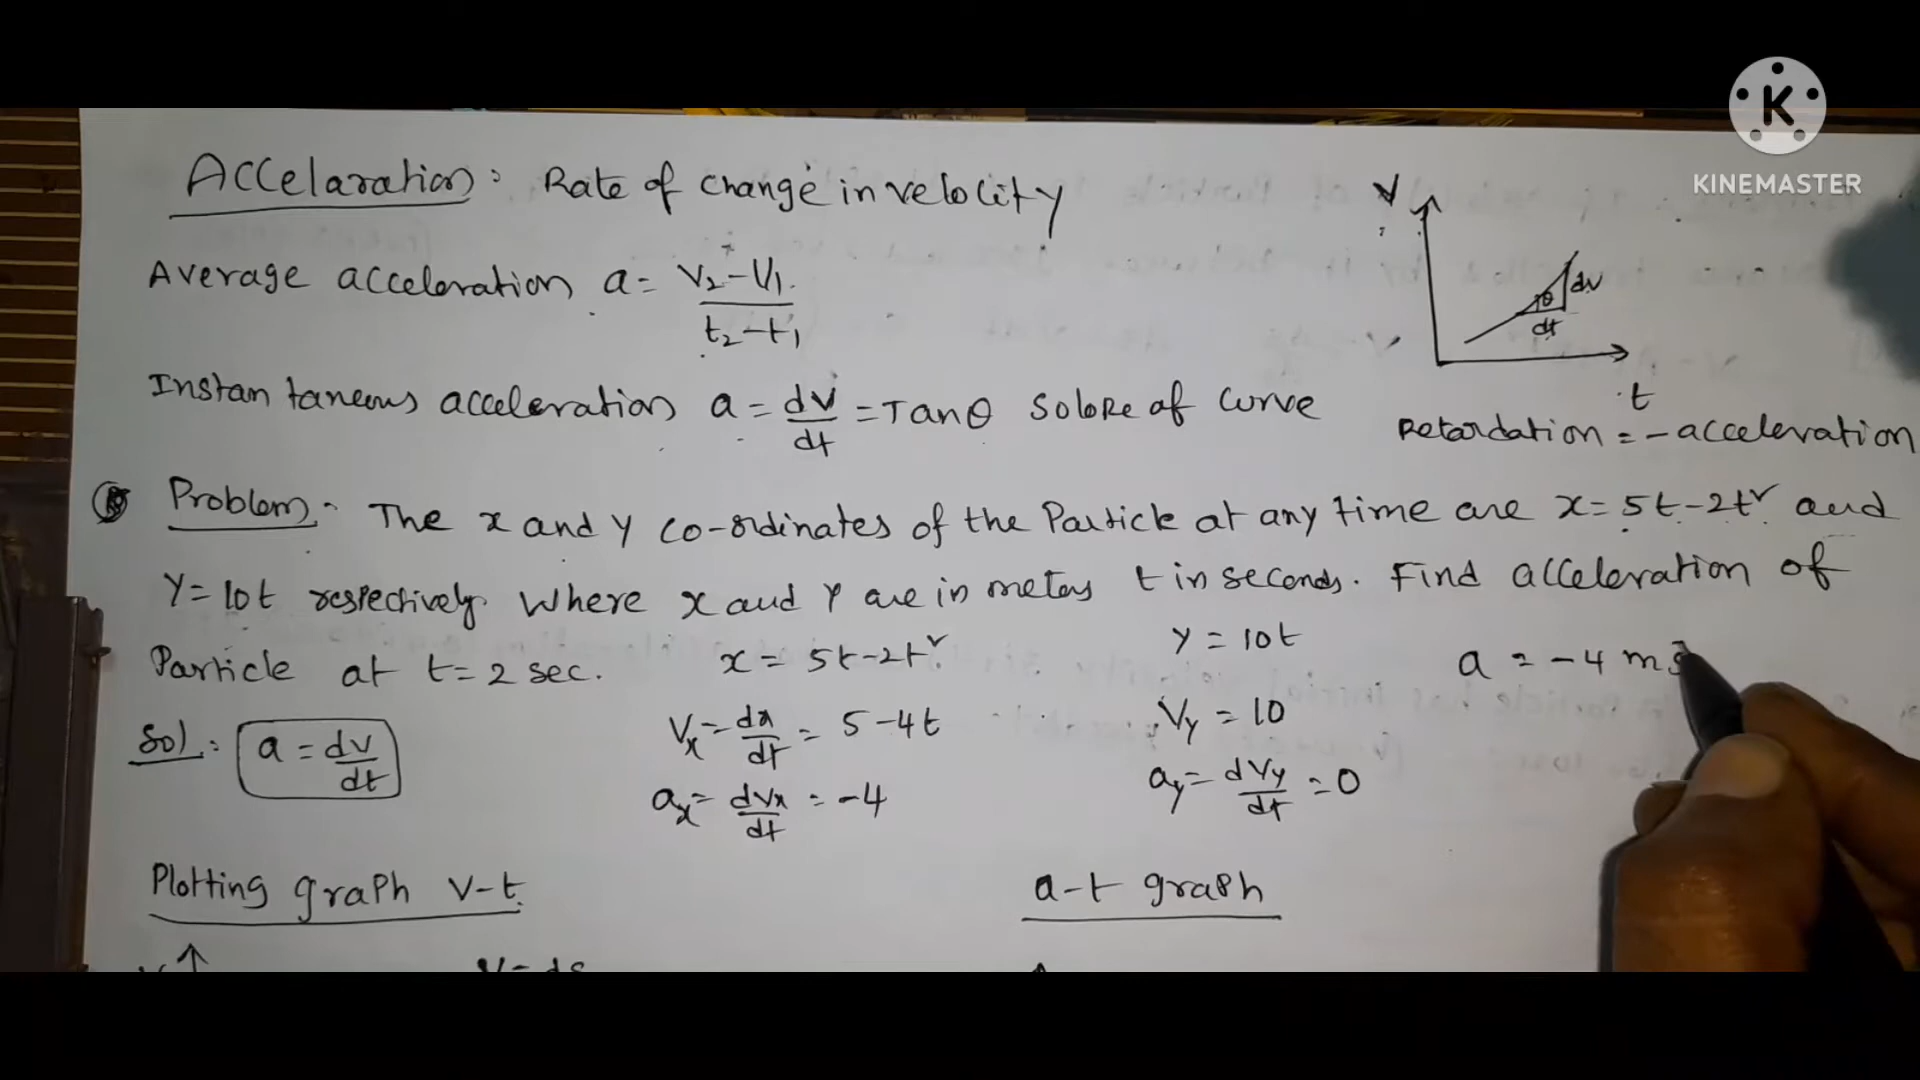 K
KINEMASTER
Accelaration: Rate of change in velocity
Average acceleration a = V₂-V₁
t₂-t₁
V
dv
θ
dt
t
Instantaneous acceleration a = dv/dt = Tanθ Solope of curve
Retardation = -acceleration
Problem:- The x and y co-ordinates of the Particle at any time are x = 5t-2t² and
Y = 10t respectively. Where x and y are in meters t in seconds. Find acceleration of
Particle at t = 2 sec.
x = 5t-2t²
y = 10t
a = -4 m
Sol: a = dv/dt
Vx = dx/dt = 5-4t
Vy = 10
ax = dVx/dt = -4
ay = dVy/dt = 0
Plotting graph V-t
a-t graph